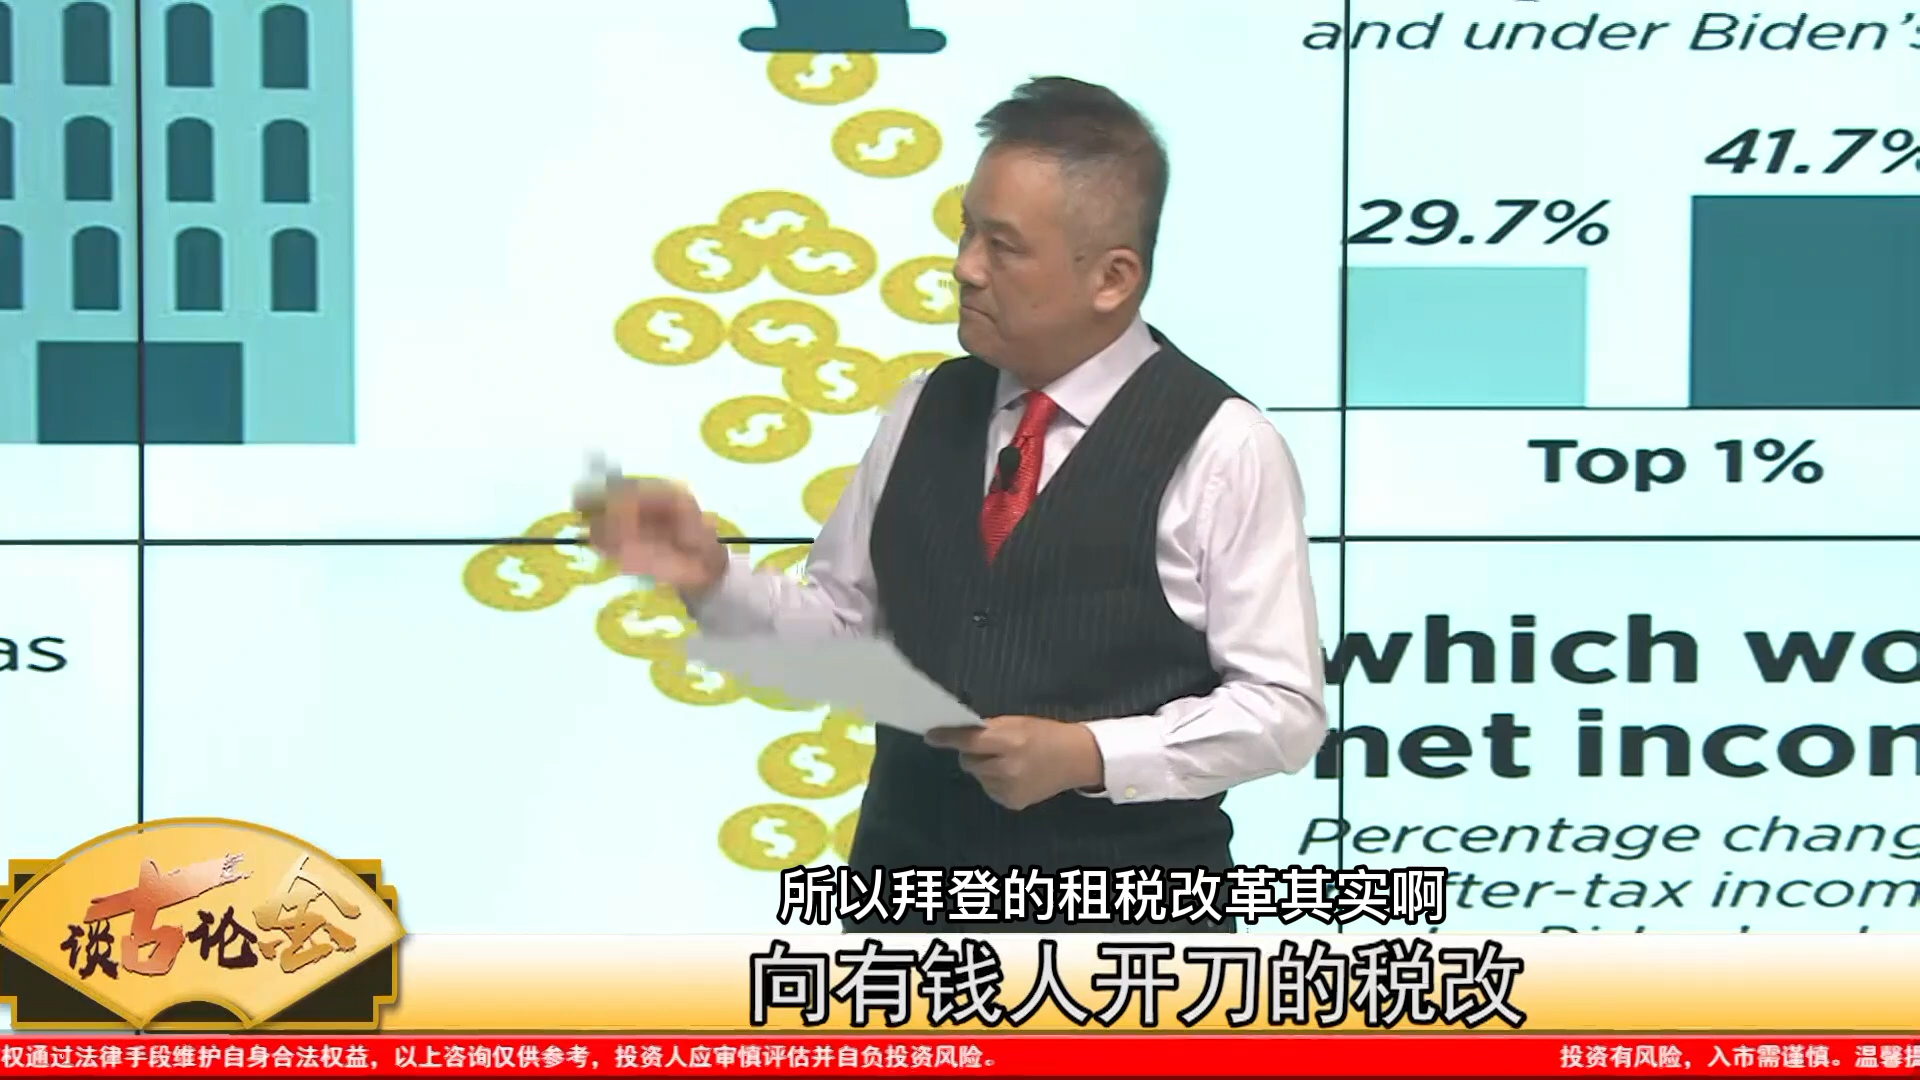 and under Biden's
41.7%
29.7%
Top 1%
as
which wo
net incom
Percentage chang
fter-tax incom
所以拜登的租税改革其实啊
谈古论金
向有钱人开刀的税改
权通过法律手段维护自身合法权益，以上咨询仅供参考，投资人应审慎评估并自负投资风险。
投资有风险，入市需谨慎。温馨提